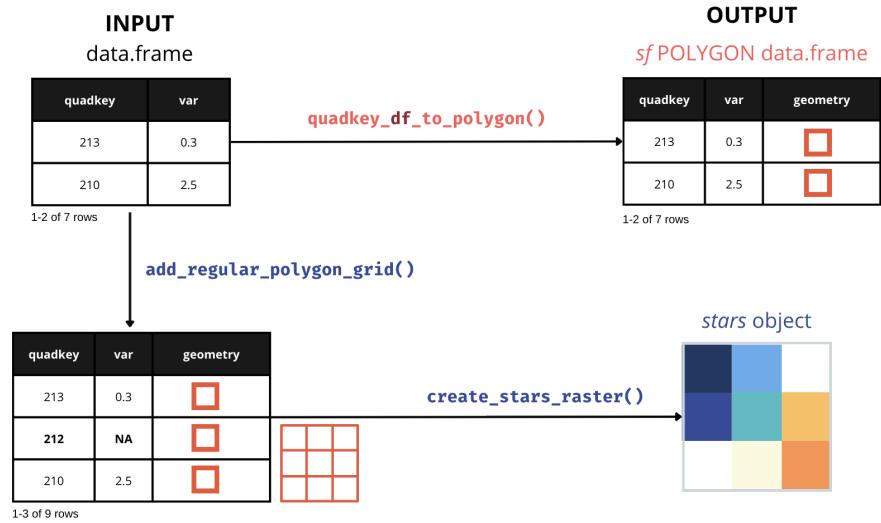 INPUT
data.frame
quadkey var
213 0.3
210 2.5
1-2 of 7 rows
quadkey_df_to_polygon()
OUTPUT
sf POLYGON data.frame
quadkey var geometry
213 0.3
210 2.5
1-2 of 7 rows
add_regular_polygon_grid()
quadkey var geometry
213 0.3
212 NA
210 2.5
1-3 of 9 rows
create_stars_raster()
stars object